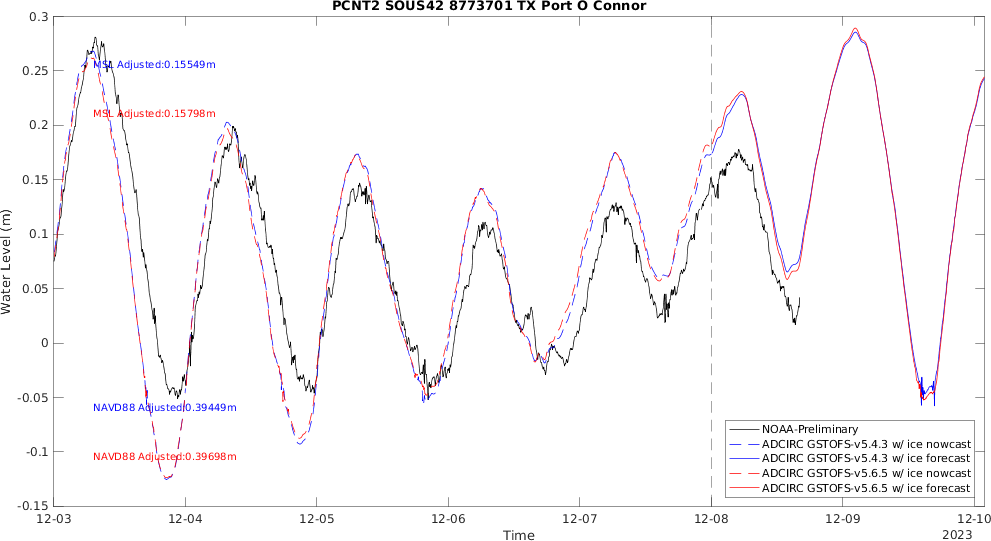 PCNT2 SOUS42 8773701 TX Port O Connor
0.3
0.25
0.2
0.15
0.1
0.05
0
-0.05
-0.1
-0.15
Water Level (m)
MSL Adjusted:0.15549m
MSL Adjusted:0.15798m
NAVD88 Adjusted:0.39449m
NAVD88 Adjusted:0.39698m
NOAA-Preliminary
ADCIRC GSTOFS-v5.4.3 w/ ice nowcast
ADCIRC GSTOFS-v5.4.3 w/ ice forecast
ADCIRC GSTOFS-v5.6.5 w/ ice nowcast
ADCIRC GSTOFS-v5.6.5 w/ ice forecast
12-03 12-04 12-05 12-06 12-07 12-08 12-09 12-10
Time
2023